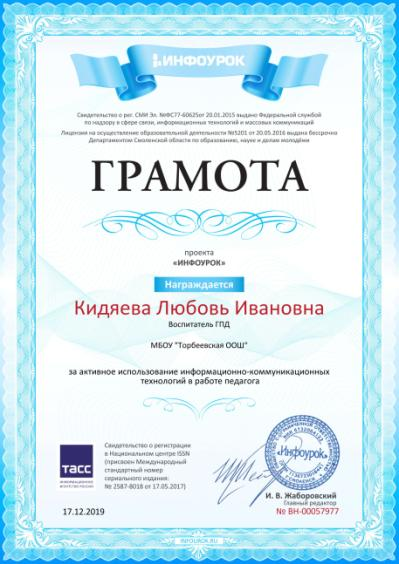 ИНФОУРОК
Свидетельство о рег. СМИ Эл. №ФС77-60625от 20.01.2015 выдано Федеральной службой
по надзору в сфере связи, информационных технологий и массовых коммуникаций
Лицензия на осуществление образовательной деятельности №5201 от 20.05.2016 выдана бессрочно
Департаментом Смоленской области по образованию, науке и делам молодёжи
ГРАМОТА
проекта
«ИНФОУРОК»
Награждается
Кидяева Любовь Ивановна
Воспитатель ГПД
МБОУ "Торбеевская ООШ"
за активное использование информационно-коммуникационных
технологий в работе педагога
ТАСС
ИНФОРМАЦИОННОЕ
АГЕНТСТВО РОССИИ
Свидетельство о регистрации
в Национальном центре ISSN
(присвоен Международный
стандартный номер
сериального издания:
№ 2587-8018 от 17.05.2017)
«Инфоурок»
И. В. Жаборовский
Главный редактор
17.12.2019
№ ВН-00057977
INFOUROK.RU